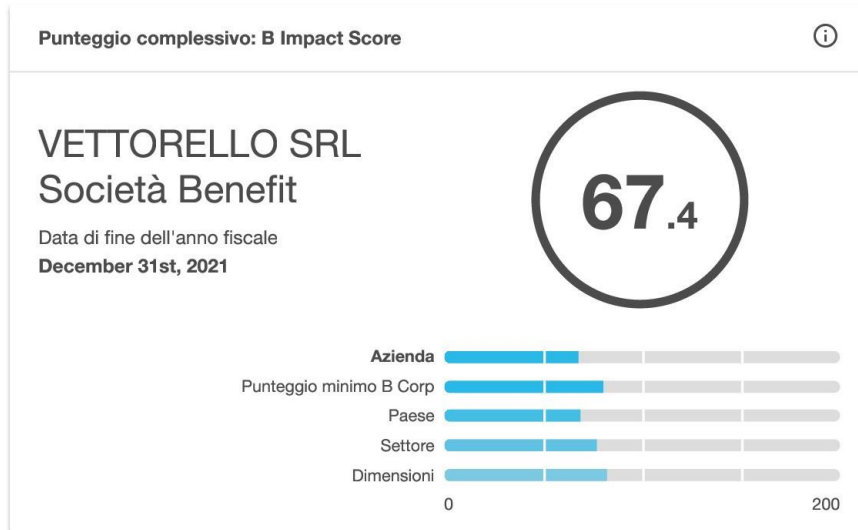 Punteggio complessivo: B Impact Score
VETTORELLO SRL
Società Benefit
Data di fine dell'anno fiscale
December 31st, 2021
67.4
Azienda
Punteggio minimo B Corp
Paese
Settore
Dimensioni
0 200